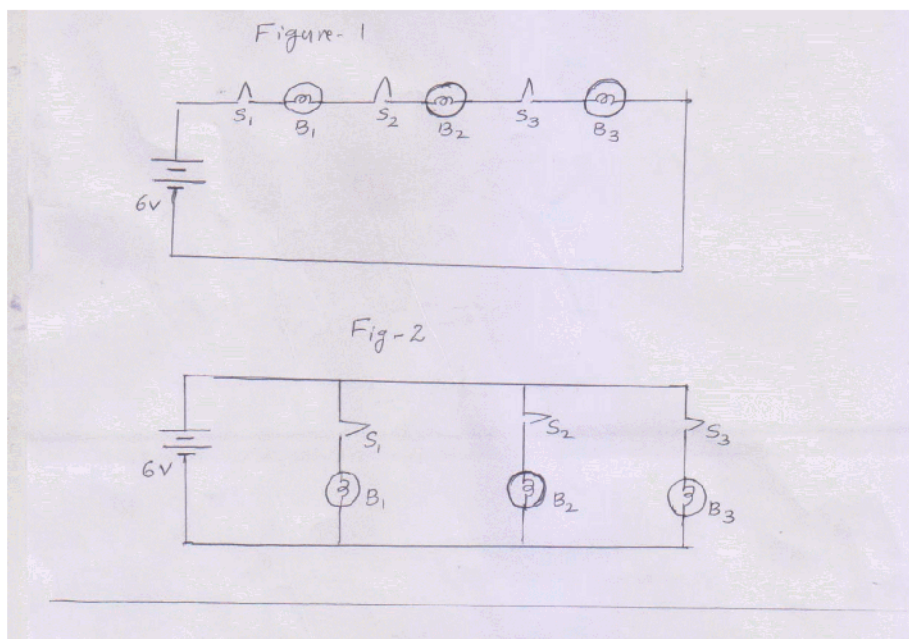 Figure-1
S1 B1 S2 B2 S3 B3
6v
Fig-2
S1 S2 S3
6v B1 B2 B3